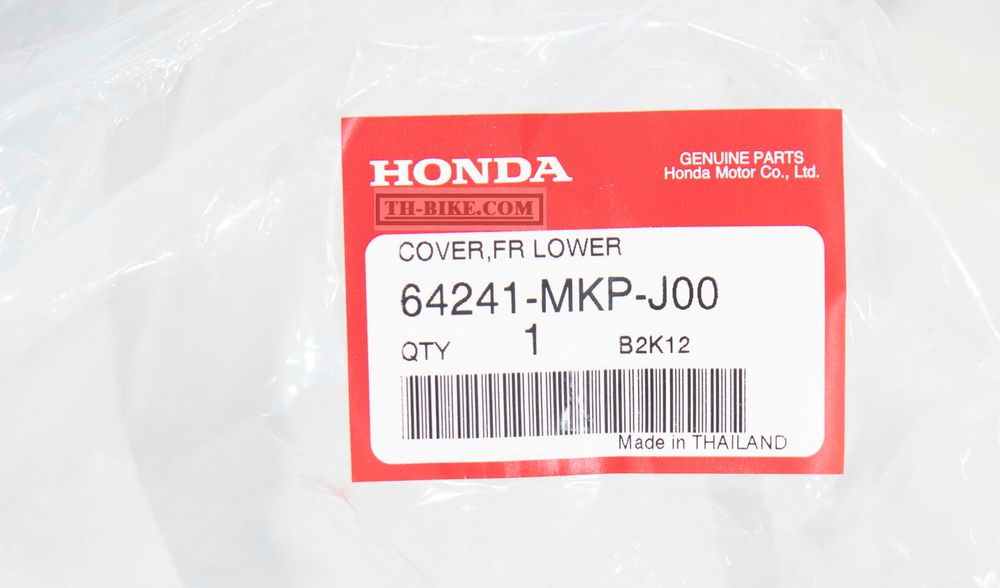 HONDA
GENUINE PARTS
Honda Motor Co., Ltd.
TH-BIKE.COM
COVER,FR LOWER
64241-MKP-J00
QTY 1 B2K12
Made in THAILAND